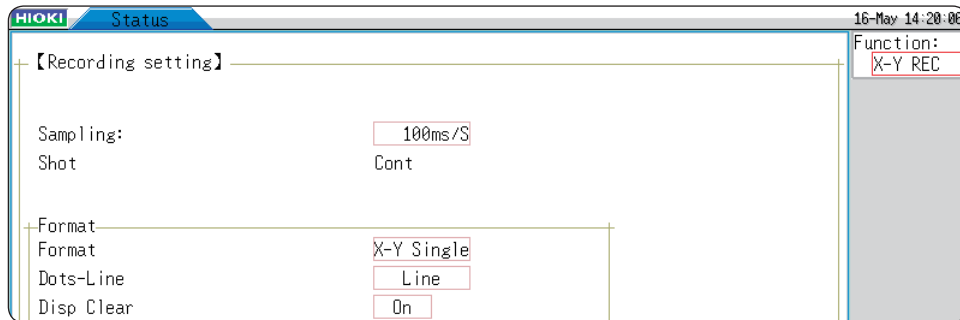 HIOKI Status 16-May 14:20:06
Function:
【Recording setting】
X-Y REC
Sampling: 100ms/S
Shot Cont
Format
Format X-Y Single
Dots-Line Line
Disp Clear On